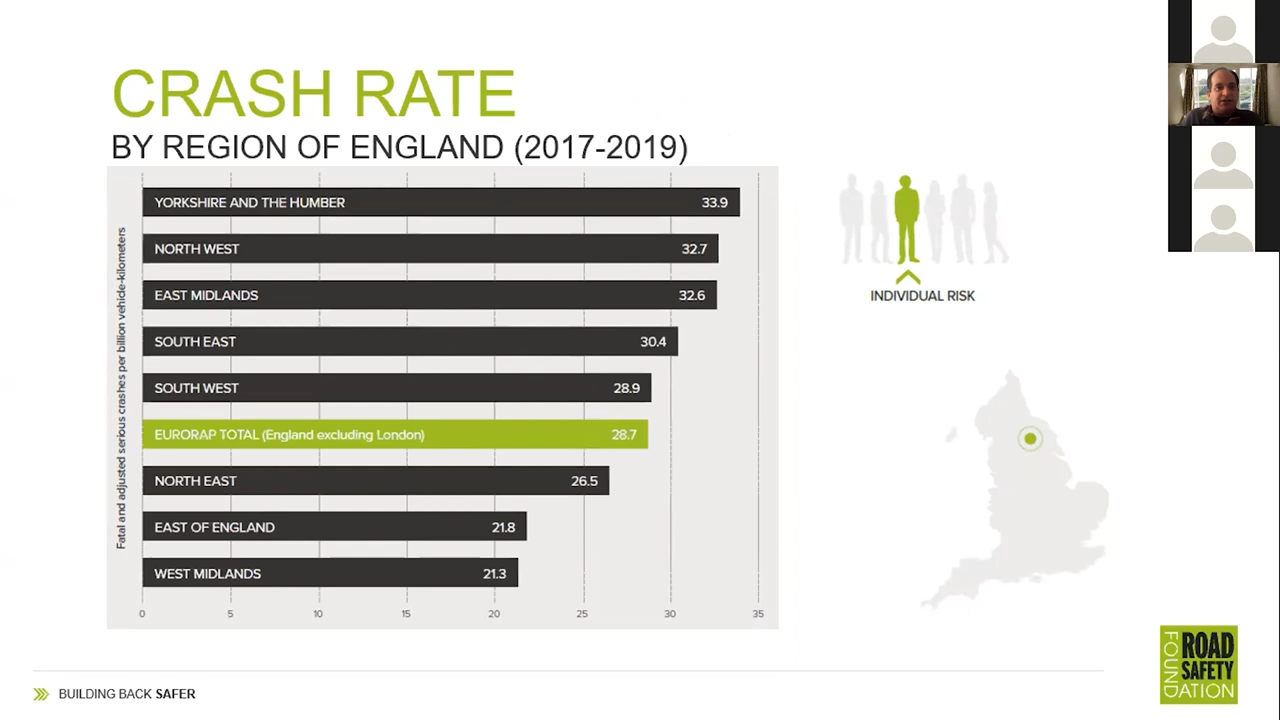 CRASH RATE
BY REGION OF ENGLAND (2017-2019)
Fatal and adjusted serious crashes per billion vehicle-kilometers
YORKSHIRE AND THE HUMBER 33.9
NORTH WEST 32.7
EAST MIDLANDS 32.6
SOUTH EAST 30.4
SOUTH WEST 28.9
EURORAP TOTAL (England excluding London) 28.7
NORTH EAST 26.5
EAST OF ENGLAND 21.8
WEST MIDLANDS 21.3
0 5 10 15 20 25 30 35
INDIVIDUAL RISK
BUILDING BACK SAFER
ROAD
SAFETY
FOUNDATION